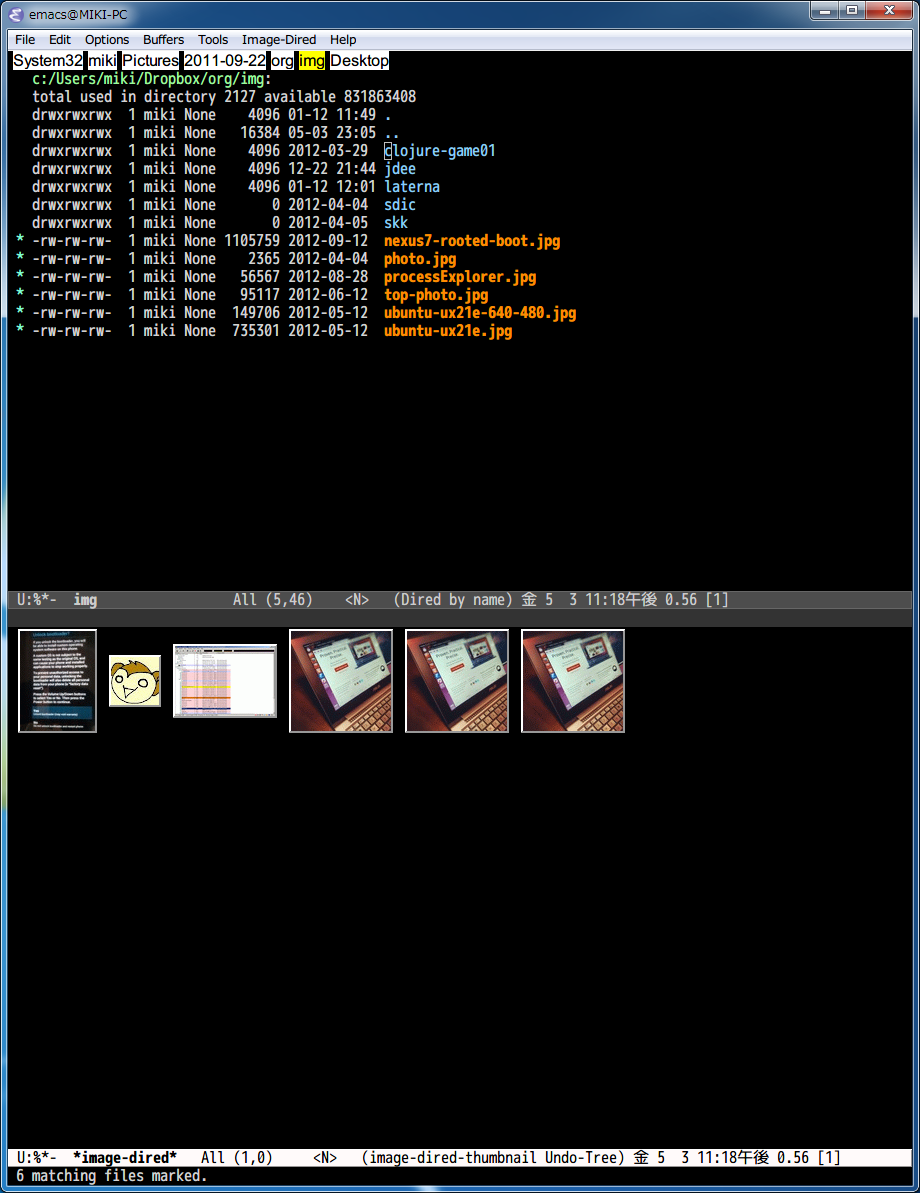 emacs@MIKI-PC
File Edit Options Buffers Tools Image-Dired Help
System32 miki Pictures 2011-09-22 org img Desktop
c:/Users/miki/Dropbox/org/img:
total used in directory 2127 available 831863408
drwxrwxrwx 1 miki None 4096 01-12 11:49 .
drwxrwxrwx 1 miki None 16384 05-03 23:05 ..
drwxrwxrwx 1 miki None 4096 2012-03-29 clojure-game01
drwxrwxrwx 1 miki None 4096 12-22 21:44 jdee
drwxrwxrwx 1 miki None 4096 01-12 12:01 laterna
drwxrwxrwx 1 miki None 0 2012-04-04 sdic
drwxrwxrwx 1 miki None 0 2012-04-05 skk
* -rw-rw-rw- 1 miki None 1105759 2012-09-12 nexus7-rooted-boot.jpg
* -rw-rw-rw- 1 miki None 2365 2012-04-04 photo.jpg
* -rw-rw-rw- 1 miki None 56567 2012-08-28 processExplorer.jpg
* -rw-rw-rw- 1 miki None 95117 2012-06-12 top-photo.jpg
* -rw-rw-rw- 1 miki None 149706 2012-05-12 ubuntu-ux21e-640-480.jpg
* -rw-rw-rw- 1 miki None 735301 2012-05-12 ubuntu-ux21e.jpg
U:%*- img All (5,46) <N> (Dired by name) 金 5 3 11:18午後 0.56 [1]
Unlock bootloader?
U:%*- *image-dired* All (1,0) <N> (image-dired-thumbnail Undo-Tree) 金 5 3 11:18午後 0.56 [1]
6 matching files marked.